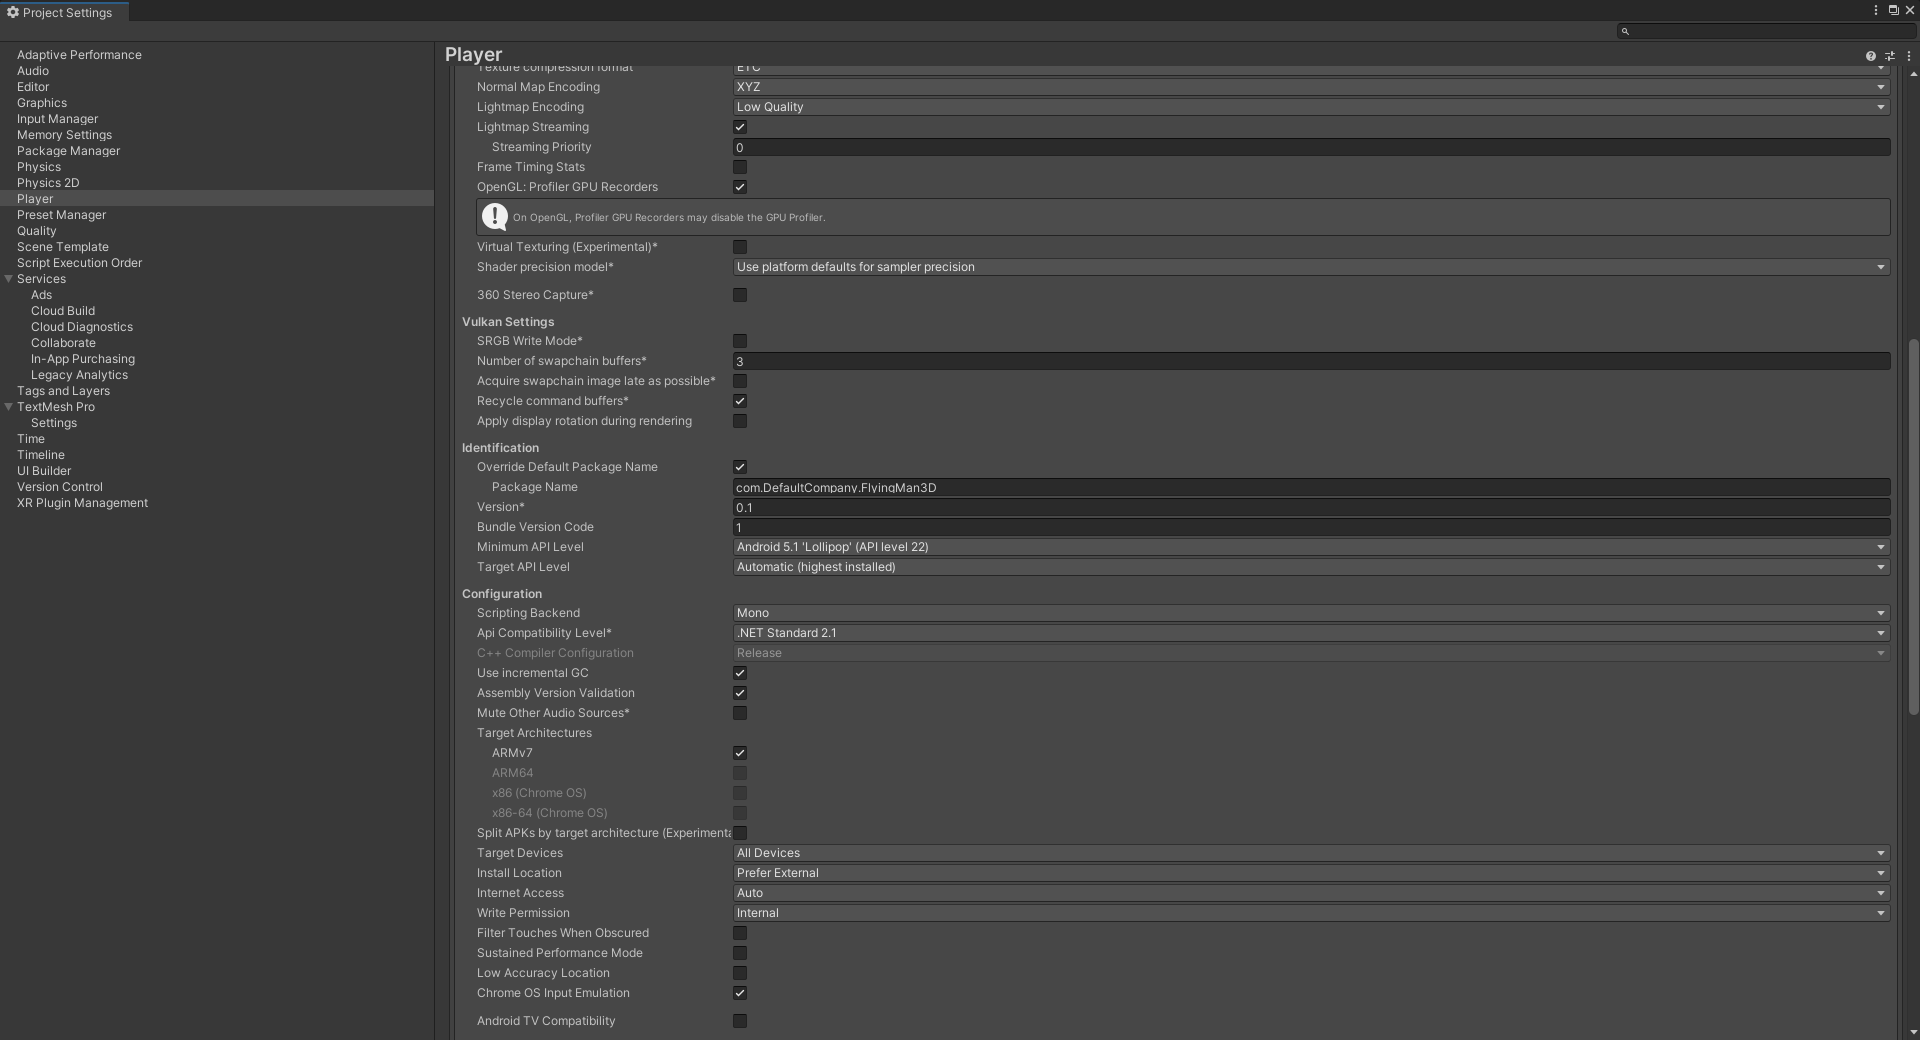 Project Settings
Adaptive Performance
Audio
Editor
Graphics
Input Manager
Memory Settings
Package Manager
Physics
Physics 2D
Player
Preset Manager
Quality
Scene Template
Script Execution Order
Services
Ads
Cloud Build
Cloud Diagnostics
Collaborate
In-App Purchasing
Legacy Analytics
Tags and Layers
TextMesh Pro
Settings
Time
Timeline
UI Builder
Version Control
XR Plugin Management
Player
Texture compression format ETC
Normal Map Encoding XYZ
Lightmap Encoding Low Quality
Lightmap Streaming
Streaming Priority 0
Frame Timing Stats
OpenGL: Profiler GPU Recorders
On OpenGL, Profiler GPU Recorders may disable the GPU Profiler.
Virtual Texturing (Experimental)*
Shader precision model* Use platform defaults for sampler precision
360 Stereo Capture*
Vulkan Settings
SRGB Write Mode*
Number of swapchain buffers* 3
Acquire swapchain image late as possible*
Recycle command buffers*
Apply display rotation during rendering
Identification
Override Default Package Name
Package Name com.DefaultCompany.FlyingMan3D
Version* 0.1
Bundle Version Code 1
Minimum API Level Android 5.1 'Lollipop' (API level 22)
Target API Level Automatic (highest installed)
Configuration
Scripting Backend Mono
Api Compatibility Level* .NET Standard 2.1
C++ Compiler Configuration Release
Use incremental GC
Assembly Version Validation
Mute Other Audio Sources*
Target Architectures
ARMv7
ARM64
x86 (Chrome OS)
x86-64 (Chrome OS)
Split APKs by target architecture (Experimenta
Target Devices All Devices
Install Location Prefer External
Internet Access Auto
Write Permission Internal
Filter Touches When Obscured
Sustained Performance Mode
Low Accuracy Location
Chrome OS Input Emulation
Android TV Compatibility